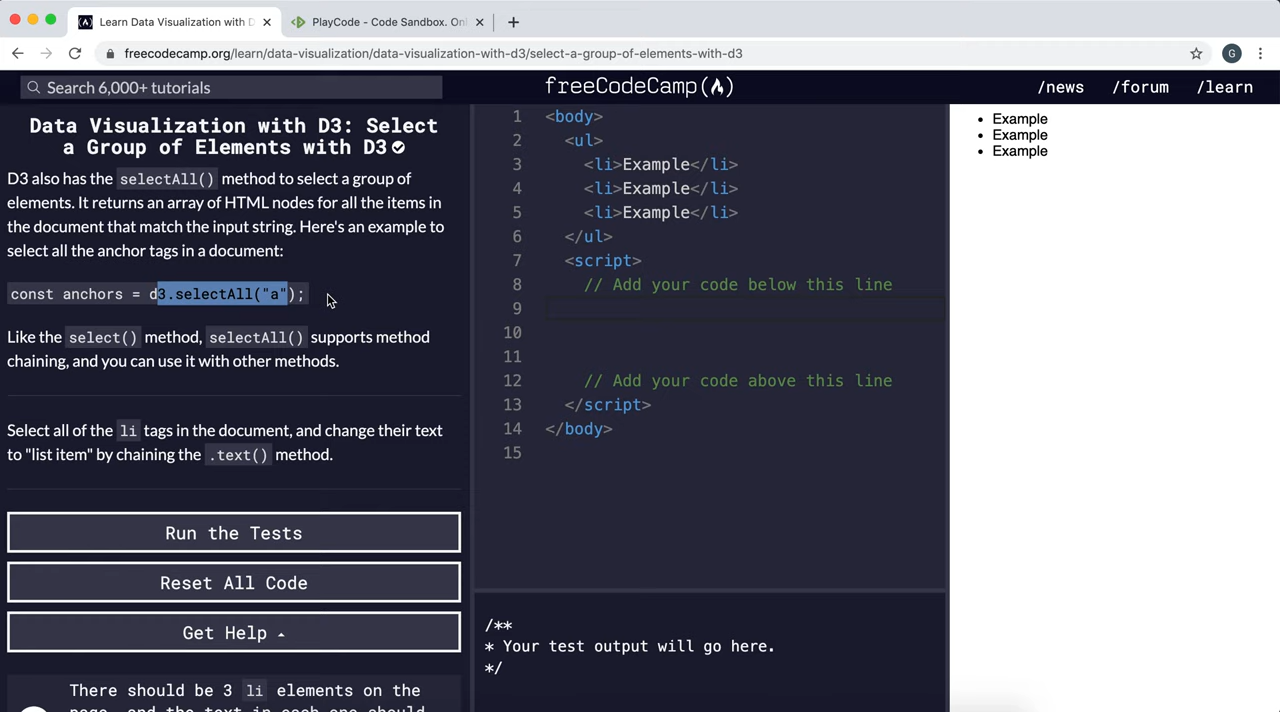 Learn Data Visualization with D
PlayCode - Code Sandbox. Onl
freecodecamp.org/learn/data-visualization/data-visualization-with-d3/select-a-group-of-elements-with-d3
G
Search 6,000+ tutorials
freeCodeCamp
/news
/forum
/learn
Data Visualization with D3: Select
a Group of Elements with D3
D3 also has the selectAll() method to select a group of
elements. It returns an array of HTML nodes for all the items in
the document that match the input string. Here's an example to
select all the anchor tags in a document:
const anchors = d3.selectAll("a");
Like the select() method, selectAll() supports method
chaining, and you can use it with other methods.
Select all of the li tags in the document, and change their text
to "list item" by chaining the .text() method.
Run the Tests
Reset All Code
Get Help
There should be 3 li elements on the
page, and the text in each one should
1 <body>
2 <ul>
3 <li>Example</li>
4 <li>Example</li>
5 <li>Example</li>
6 </ul>
7 <script>
8 // Add your code below this line
9
10
11
12 // Add your code above this line
13 </script>
14 </body>
15
/**
* Your test output will go here.
*/
• Example
• Example
• Example